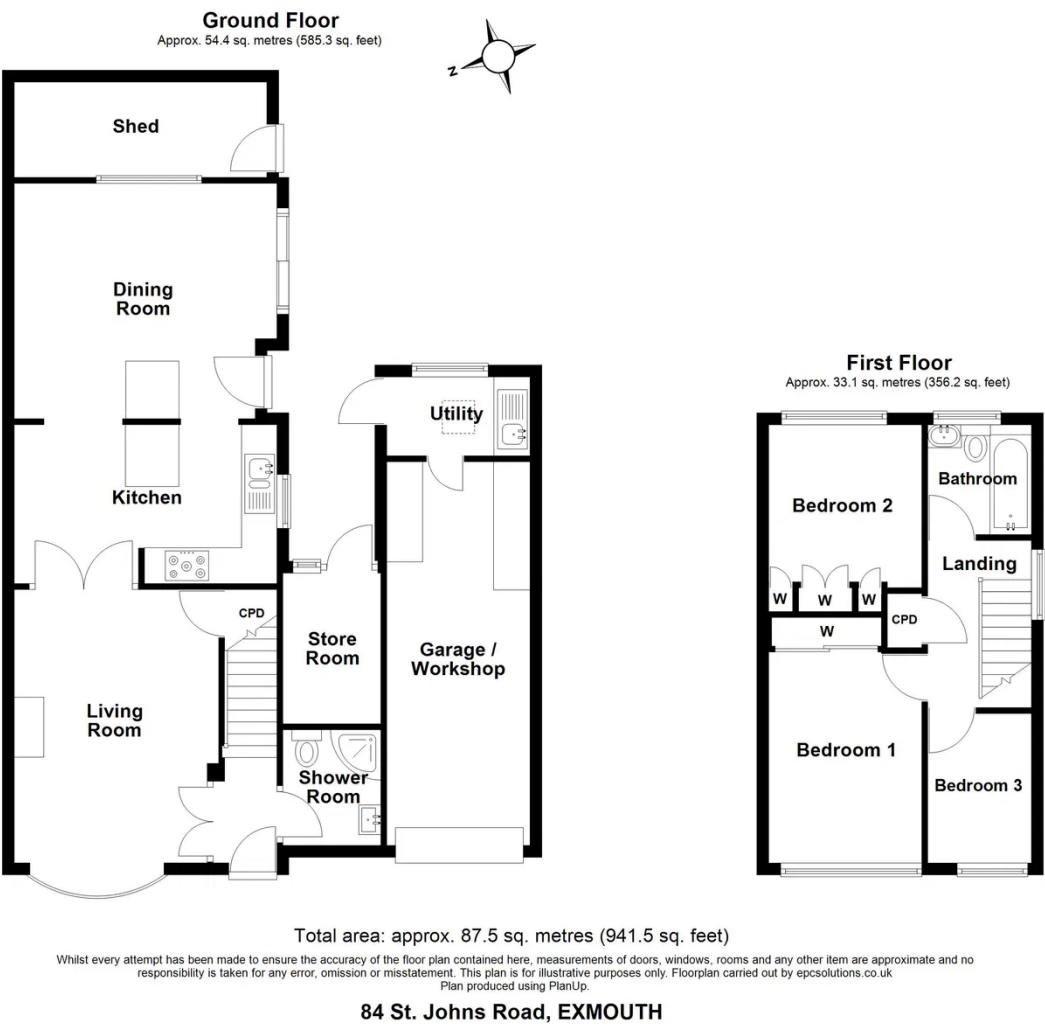 Ground Floor
Approx. 54.4 sq. metres (585.3 sq. feet)
N
Shed
Dining
Room
Utility
Kitchen
CPD
Store
Room
Garage /
Workshop
Living
Room
Shower
Room
First Floor
Approx. 33.1 sq. metres (356.2 sq. feet)
Bathroom
Bedroom 2
Landing
W
W
W
CPD
W
Bedroom 1
Bedroom 3
Total area: approx. 87.5 sq. metres (941.5 sq. feet)
Whilst every attempt has been made to ensure the accuracy of the floor plan contained here, measurements of doors, windows, rooms and any other item are approximate and no
responsibility is taken for any error, omission or misstatement. This plan is for illustrative purposes only. Floorplan carried out by epcsolutions.co.uk
Plan produced using PlanUp.
84 St. Johns Road, EXMOUTH